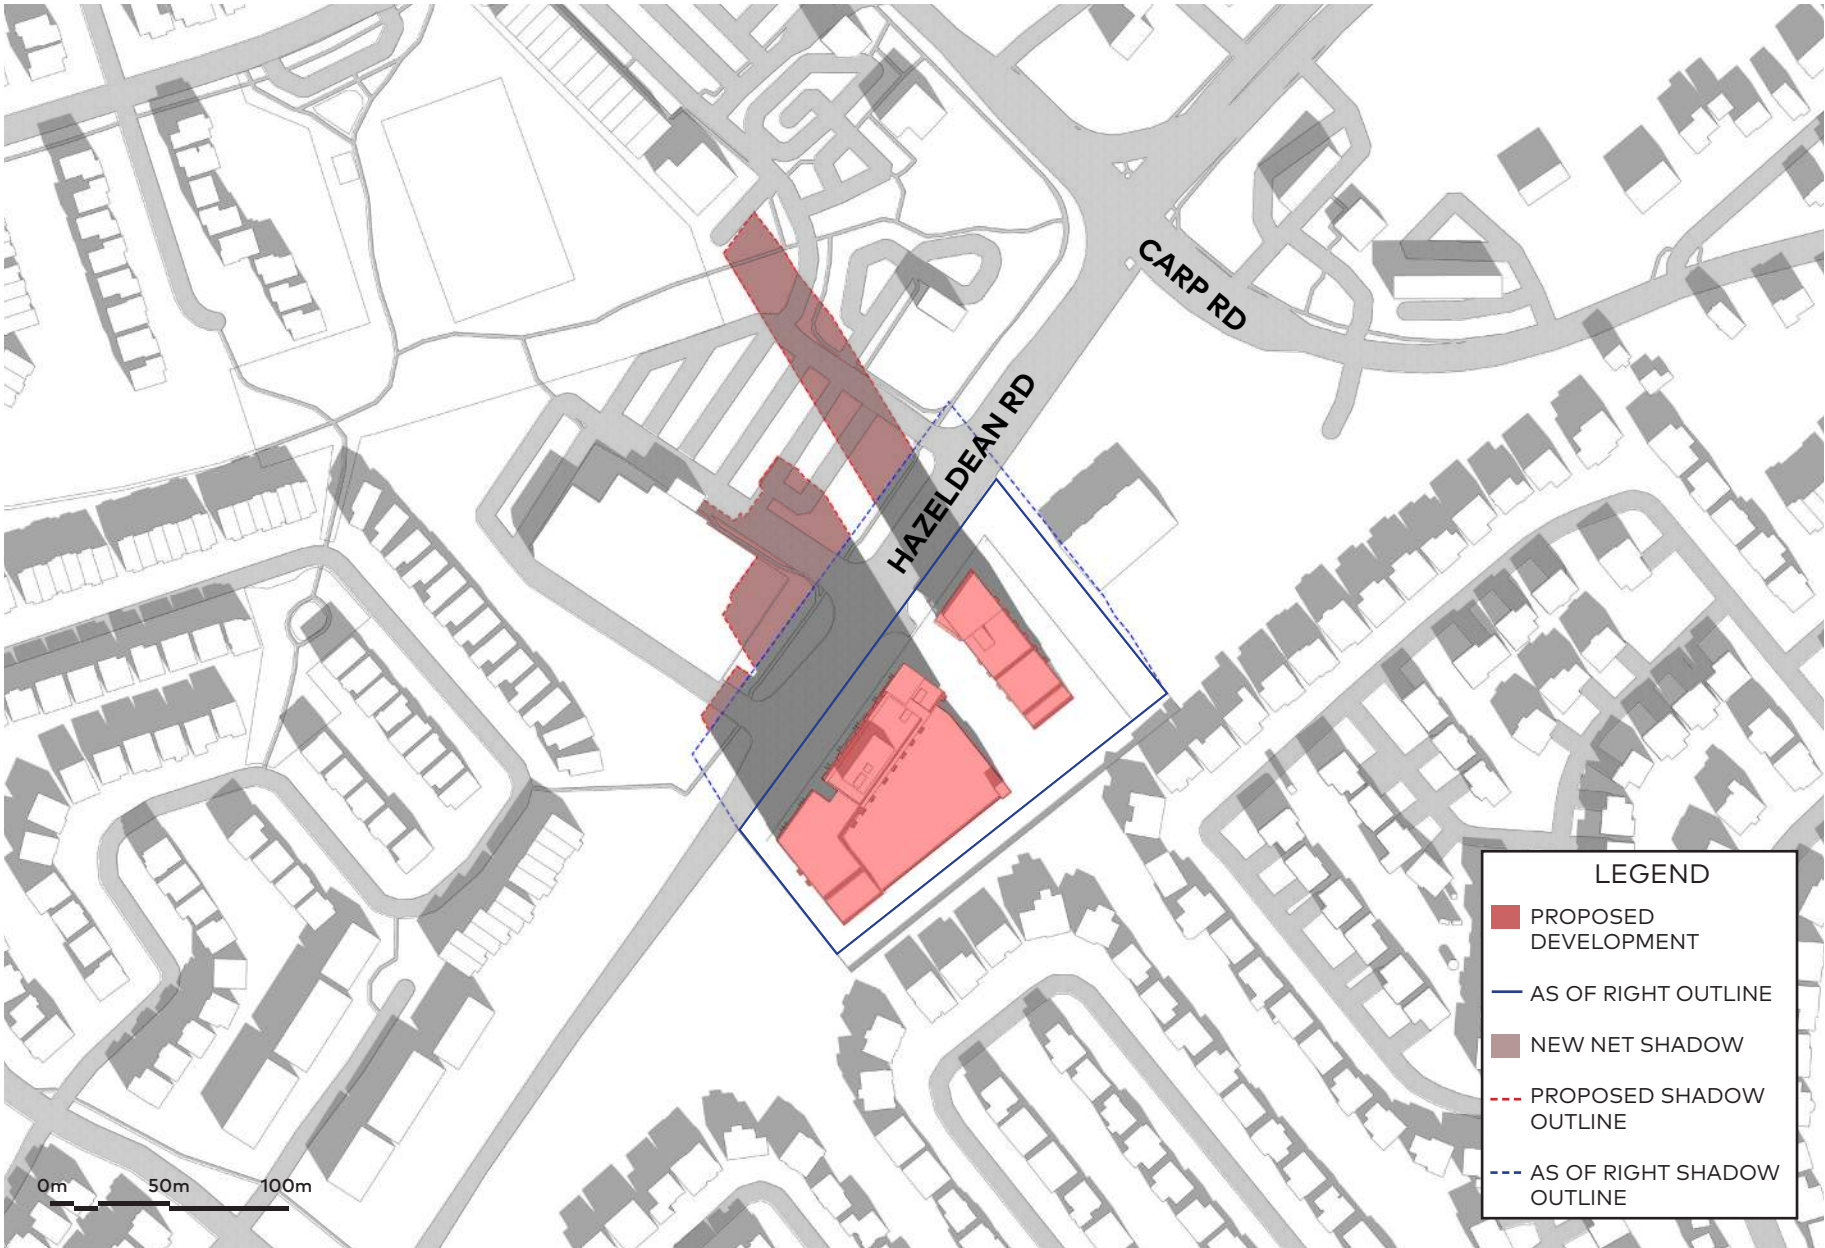 CARP RD
HAZELDEAN RD
LEGEND
PROPOSED
DEVELOPMENT
AS OF RIGHT OUTLINE
NEW NET SHADOW
PROPOSED SHADOW
OUTLINE
AS OF RIGHT SHADOW
OUTLINE
0m 50m 100m